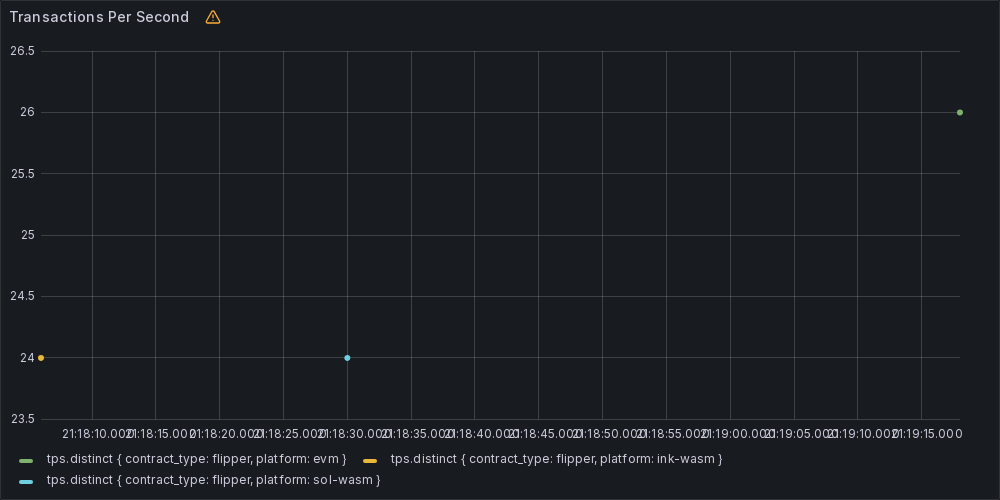 Transactions Per Second
26.5
26
25.5
25
24.5
24
23.5
21:18:10.000 21:18:15.000 21:18:20.000 21:18:25.000 21:18:30.000 21:18:35.000 21:18:40.000 21:18:45.000 21:18:50.000 21:18:55.000 21:19:00.000 21:19:05.000 21:19:10.000 21:19:15.000
tps.distinct { contract_type: flipper, platform: evm } tps.distinct { contract_type: flipper, platform: ink-wasm }
tps.distinct { contract_type: flipper, platform: sol-wasm }